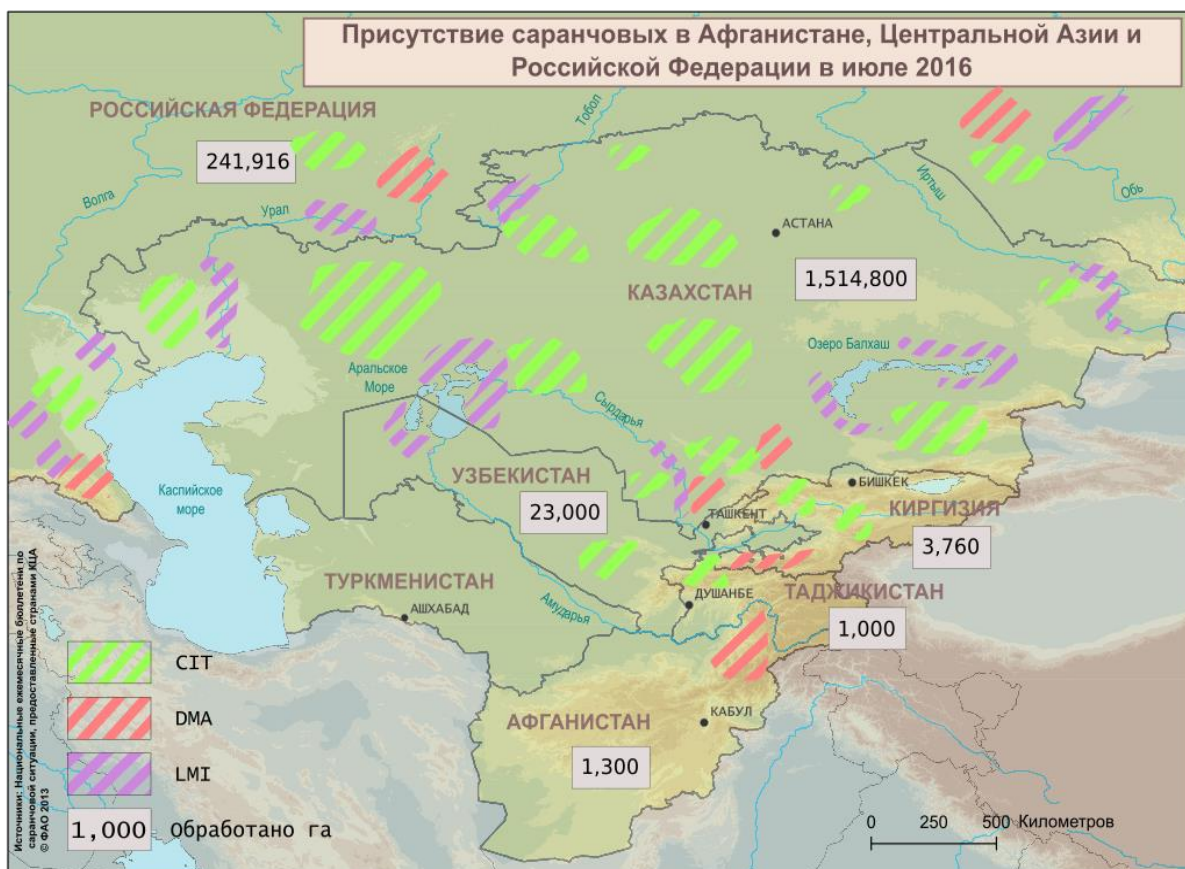 Присутствие саранчовых в Афганистане, Центральной Азии и
Российской Федерации в июле 2016
РОССИЙСКАЯ ФЕДЕРАЦИЯ
241,916
Тобол
Иртыш
Обь
Волга
Урал
АСТАНА
КАЗАХСТАН
1,514,800
Аральское
Море
Озеро Балхаш
Сырдарья
УЗБЕКИСТАН
23,000
БИШКЕК
КИРГИЗИЯ
3,760
Каспийское
море
ТАШКЕНТ
ТУРКМЕНИСТАН
АШХАБАД
Амударья
ДУШАНБЕ
ТАДЖИКИСТАН
1,000
АФГАНИСТАН
КАБУЛ
1,300
CIT
DMA
LMI
1,000 Обработано га
0 250 500 Километров
Источники: Национальные ежемесячные бюллетени по
саранчовой ситуации, предоставленные странами КЦА
© ФАО 2013